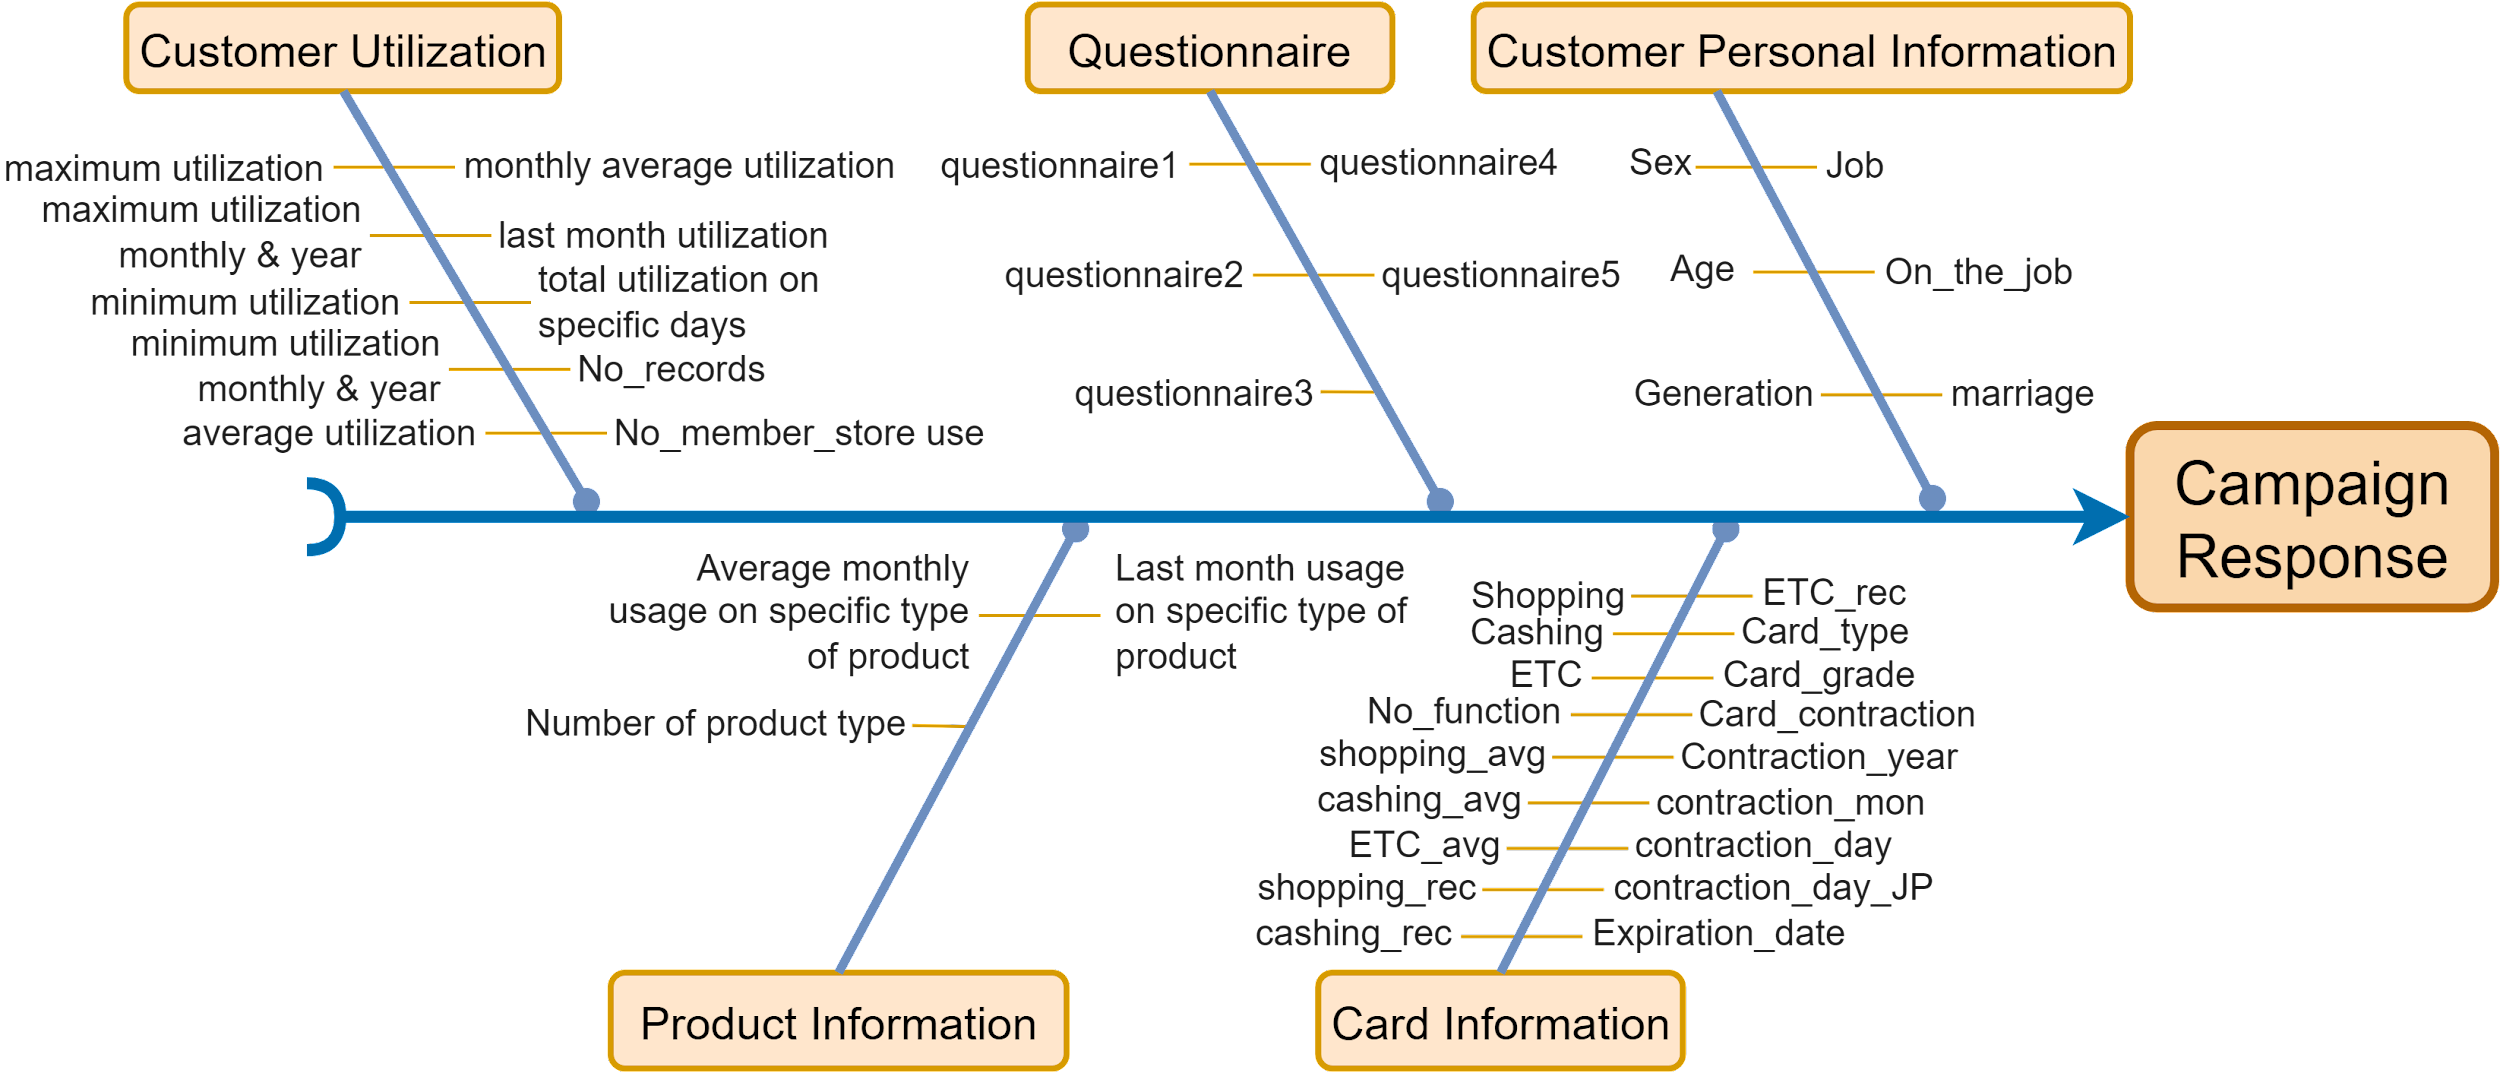 Customer Utilization
Questionnaire
Customer Personal Information
maximum utilization
monthly average utilization
maximum utilization
monthly & year
last month utilization
minimum utilization
total utilization on
specific days
minimum utilization
monthly & year
No_records
average utilization
No_member_store use
questionnaire1
questionnaire4
questionnaire2
questionnaire5
questionnaire3
Sex
Job
Age
On_the_job
Generation
marriage
Campaign
Response
Average monthly
usage on specific type
of product
Last month usage
on specific type of
product
Number of product type
Shopping
ETC_rec
Cashing
Card_type
ETC
Card_grade
No_function
Card_contraction
shopping_avg
Contraction_year
cashing_avg
contraction_mon
ETC_avg
contraction_day
shopping_rec
contraction_day_JP
cashing_rec
Expiration_date
Product Information
Card Information